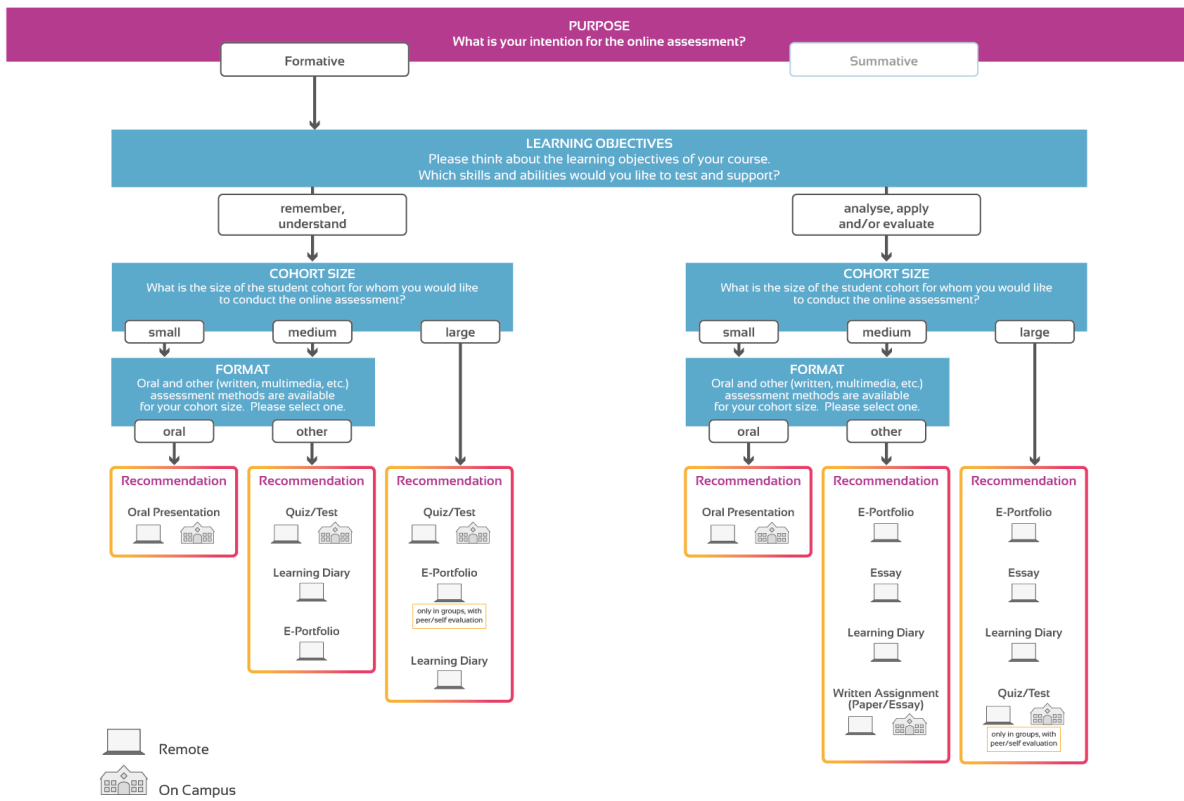 PURPOSE
What is your intention for the online assessment?
Formative
Summative
LEARNING OBJECTIVES
Please think about the learning objectives of your course.
Which skills and abilities would you like to test and support?
remember,
understand
analyse, apply
and/or evaluate
COHORT SIZE
What is the size of the student cohort for whom you would like
to conduct the online assessment?
small
medium
large
FORMAT
Oral and other (written, multimedia, etc.)
assessment methods are available
for your cohort size. Please select one.
oral
other
Recommendation
Oral Presentation
Recommendation
Quiz/Test
Learning Diary
E-Portfolio
Recommendation
Quiz/Test
E-Portfolio
only in groups, with
peer/self evaluation
Learning Diary
COHORT SIZE
What is the size of the student cohort for whom you would like
to conduct the online assessment?
small
medium
large
FORMAT
Oral and other (written, multimedia, etc.)
assessment methods are available
for your cohort size. Please select one.
oral
other
Recommendation
Oral Presentation
Recommendation
E-Portfolio
Essay
Learning Diary
Written Assignment
(Paper/Essay)
Recommendation
E-Portfolio
Essay
Learning Diary
Quiz/Test
only in groups, with
peer/self evaluation
Remote
On Campus